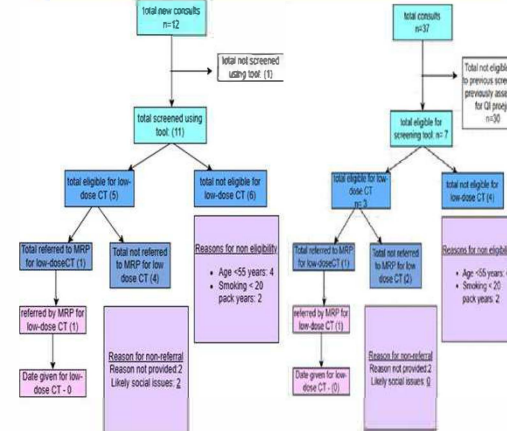 total new consults
n=12
Total not screened
using tool: (1)
total screened using
tool: (11)
total eligible for low-
dose CT (5)
total not eligible for
low-dose CT (6)
Total referred to MRP
for low-doseCT (1)
Total not referred
to MRP for low
dose CT (4)
Reasons for non eligibility
• Age <55 years: 4
• Smoking < 20
pack years: 2
referred by MRP for
low-dose CT (1)
Date given for low-
dose CT - 0
Reason for non-referral
Reason not provided:2
Likely social issues: 2
total consults
n=37
Total not eligible
to previous
previously
for QI
n=30
total eligible for
screening tool: n= 7
total eligible for low-
dose CT
n= 3
total not eligible for
low-dose CT (4)
Total referred to MRP
for low-doseCT (1)
Total not referred
to MRP for low
dose CT (2)
Reasons for non
• Age <55 years:
• Smoking < 20
pack years: 2
referred by MRP for
low-dose CT (1)
Date given for low-
dose CT - (0)
Reason for non-referral
Reason not provided:2
Likely social issues: 0